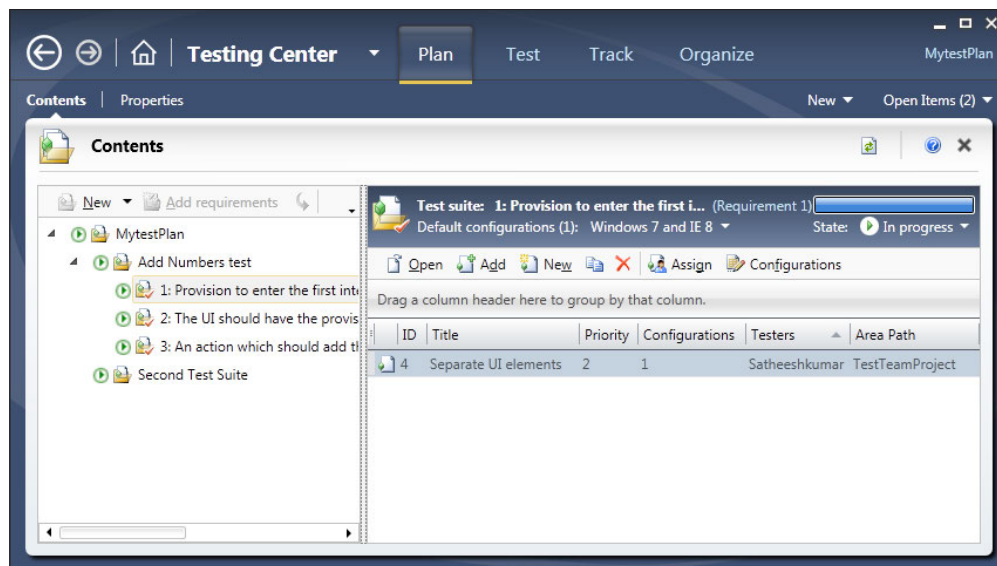 Testing Center Plan Test Track Organize MytestPlan
Contents Properties New Open Items (2)
Contents
New Add requirements
MytestPlan
Add Numbers test
1: Provision to enter the first inte
2: The UI should have the provis
3: An action which should add th
Second Test Suite
Test suite: 1: Provision to enter the first i... (Requirement 1)
Default configurations (1): Windows 7 and IE 8 State: In progress
Open Add New Assign Configurations
Drag a column header here to group by that column.
ID Title Priority Configurations Testers Area Path
4 Separate UI elements 2 1 Satheeshkumar TestTeamProject